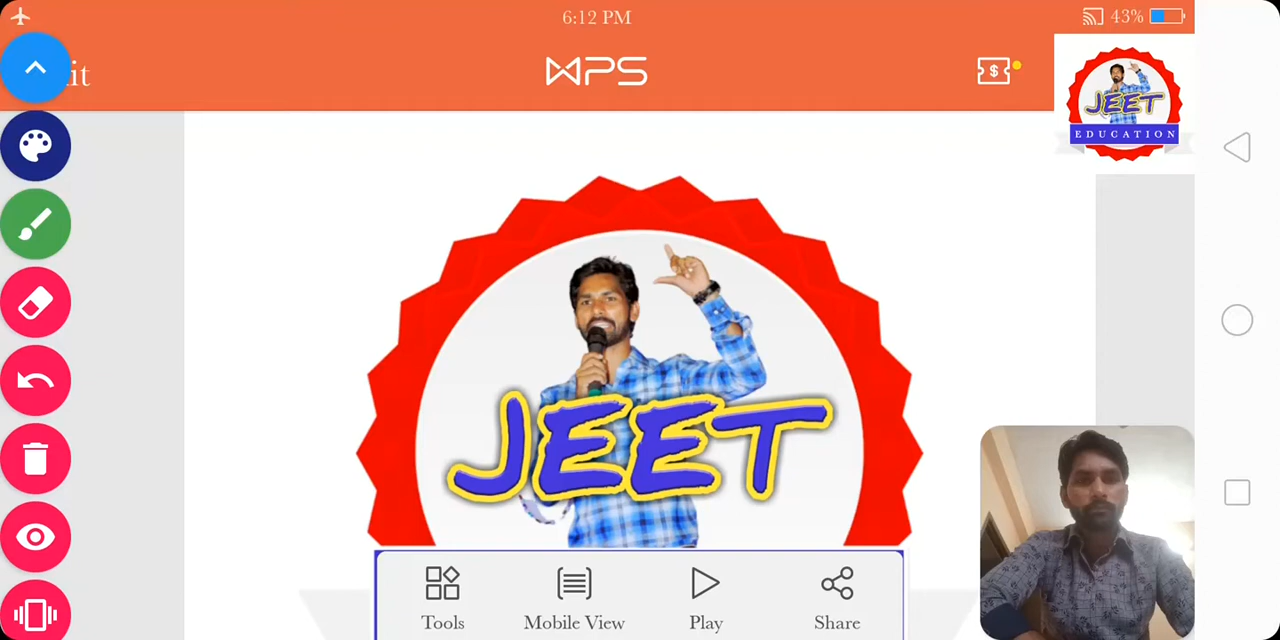 6:12 PM
43%
it
WPS
$
JEET
EDUCATION
JEET
Tools
Mobile View
Play
Share